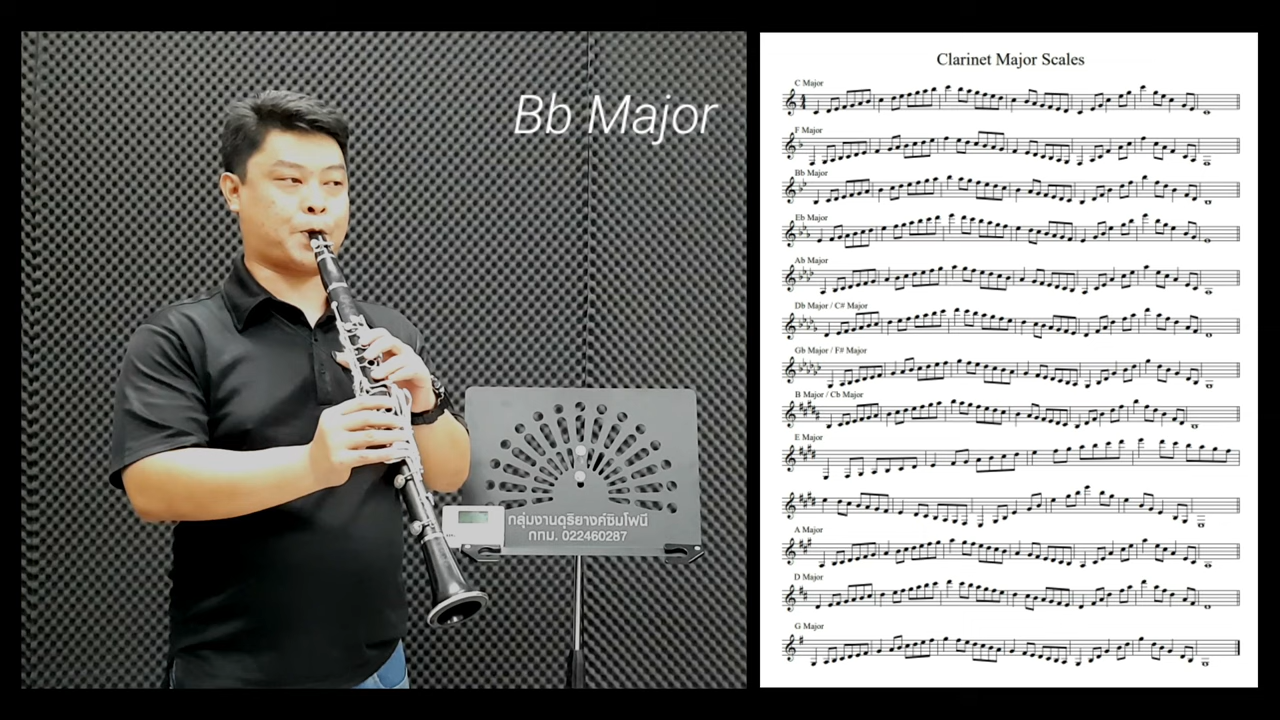 Bb Major
กลุ่มงานดุริยางค์ซิมโฟนี
กทม. 022460287
Clarinet Major Scales
C Major
F Major
Bb Major
Eb Major
Ab Major
Db Major / C# Major
Gb Major / F# Major
B Major / Cb Major
E Major
A Major
D Major
G Major